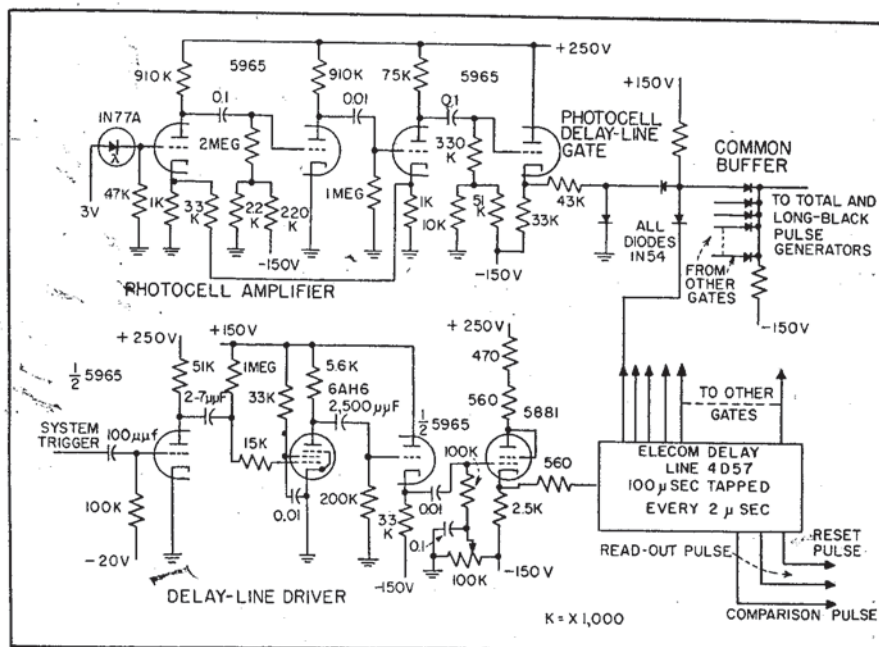 +250V
910K
5965
910K
75K
5965
+150V
0.1
0.01
0.1
PHOTOCELL
DELAY-LINE
GATE
COMMON
BUFFER
1N77A
λ
2MEG
330
K
43K
TO TOTAL AND
LONG-BLACK
PULSE
GENERATORS
47K
1K
33
K
2.2
K
220
K
1MEG
1K
10K
51
K
33K
ALL
DIODES
IN54
3V
-150V
-150V
FROM
OTHER
GATES
-150V
PHOTOCELL AMPLIFIER
+250V
+150V
+250V
1/2 5965
51K
1MEG
5.6K
470
2-7μμF
33K
6AH6
2,500μμF
560
5881
1/2 5965
TO OTHER
GATES
SYSTEM
TRIGGER
100μμf
15K
100K
560
ELECOM DELAY
LINE 4D57
100μSEC TAPPED
EVERY 2μSEC
100K
0.01
200K
33
K
001
2.5K
0.1
-20V
-150V
100K
-150V
READ-OUT PULSE
RESET
PULSE
DELAY-LINE DRIVER
K = X 1,000
COMPARISON PULSE